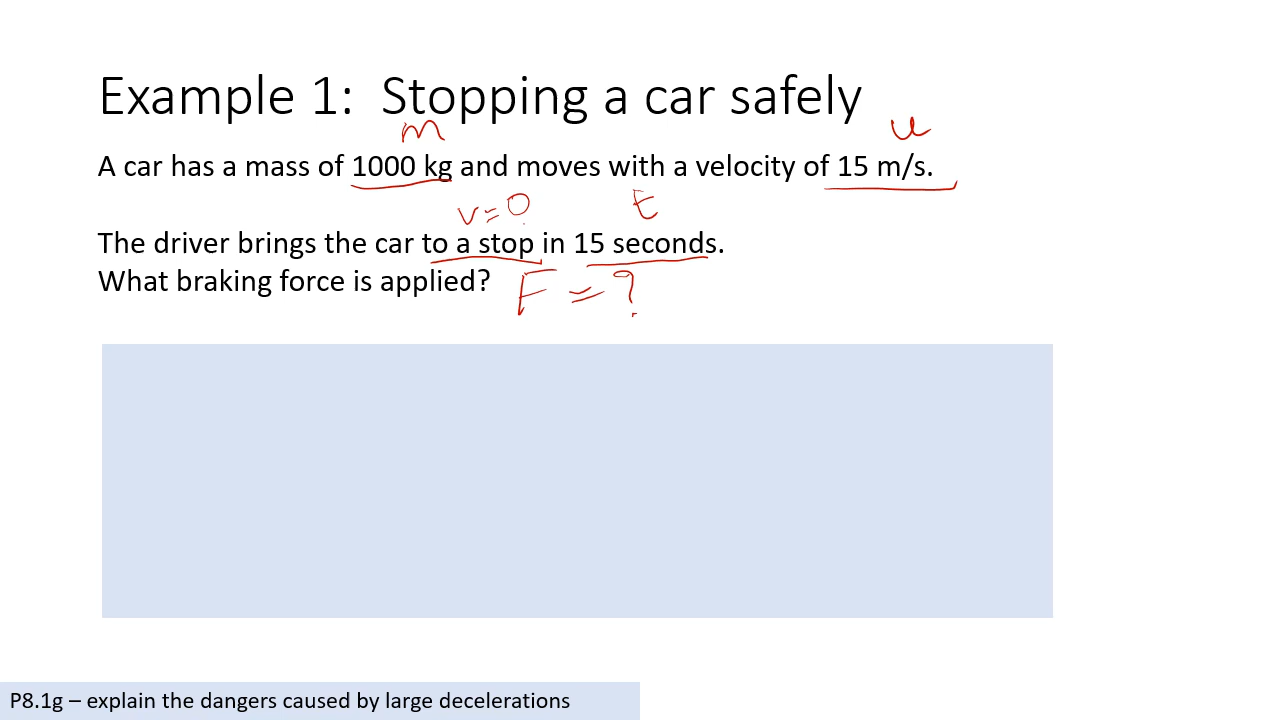 Example 1: Stopping a car safely
m u
A car has a mass of 1000 kg and moves with a velocity of 15 m/s.
v=0 t
The driver brings the car to a stop in 15 seconds.
What braking force is applied? F = ?
P8.1g – explain the dangers caused by large decelerations